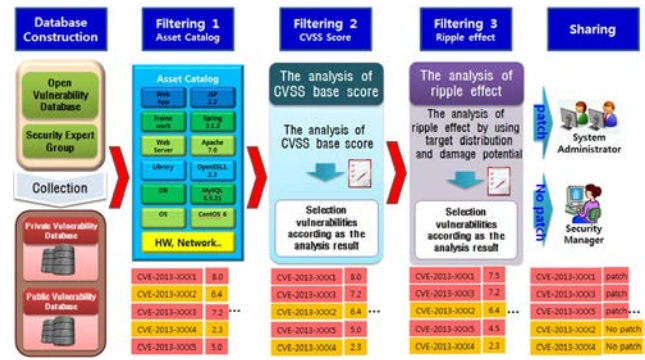 Database
Construction
Filtering 1
Asset Catalog
Filtering 2
CVSS Score
Filtering 3
Ripple effect
Sharing
Open
Vulnerability
Database
Security Expert
Group
Collection
Private Vulnerability
Database
Public Vulnerability
Database
Asset Catalog
Web
App
JSP
2.2
Frame
work
Spring
3.1.2
Web
Server
Apache
7.0
Library
OpenSSL1.
2.3
DB
MySQL
5.5.21
OS
CentOS 6
HW, Network..
The analysis of
CVSS base score
The analysis of
CVSS base score
Selection
vulnerabilities
according as the
analysis result
The analysis of
ripple effect
The analysis of
ripple effect by using
target distribution
and damage potential
Selection
vulnerabilities
according as the
analysis result
patch
System
Administrator
No patch
Security
Manager
CVE-2013-XXX1 8.0
CVE-2013-XXX2 6.4
CVE-2013-XXX3 7.2 ...
CVE-2013-XXX4 2.3
CVE-2013-XXX5 5.0
CVE-2013-XXX1 8.0
CVE-2013-XXX3 7.2
CVE-2013-XXX2 6.4 ...
CVE-2013-XXX5 5.0
CVE-2013-XXX4 2.3
CVE-2013-XXX1 7.5
CVE-2013-XXX3 7.2
CVE-2013-XXX2 6.4 ...
CVE-2013-XXX5 4.5
CVE-2013-XXX4 2.3
CVE-2013-XXX1 patch
CVE-2013-XXX3 patch
CVE-2013-XXX2 No patch
CVE-2013-XXX5 No patch
CVE-2013-XXX4 No patch